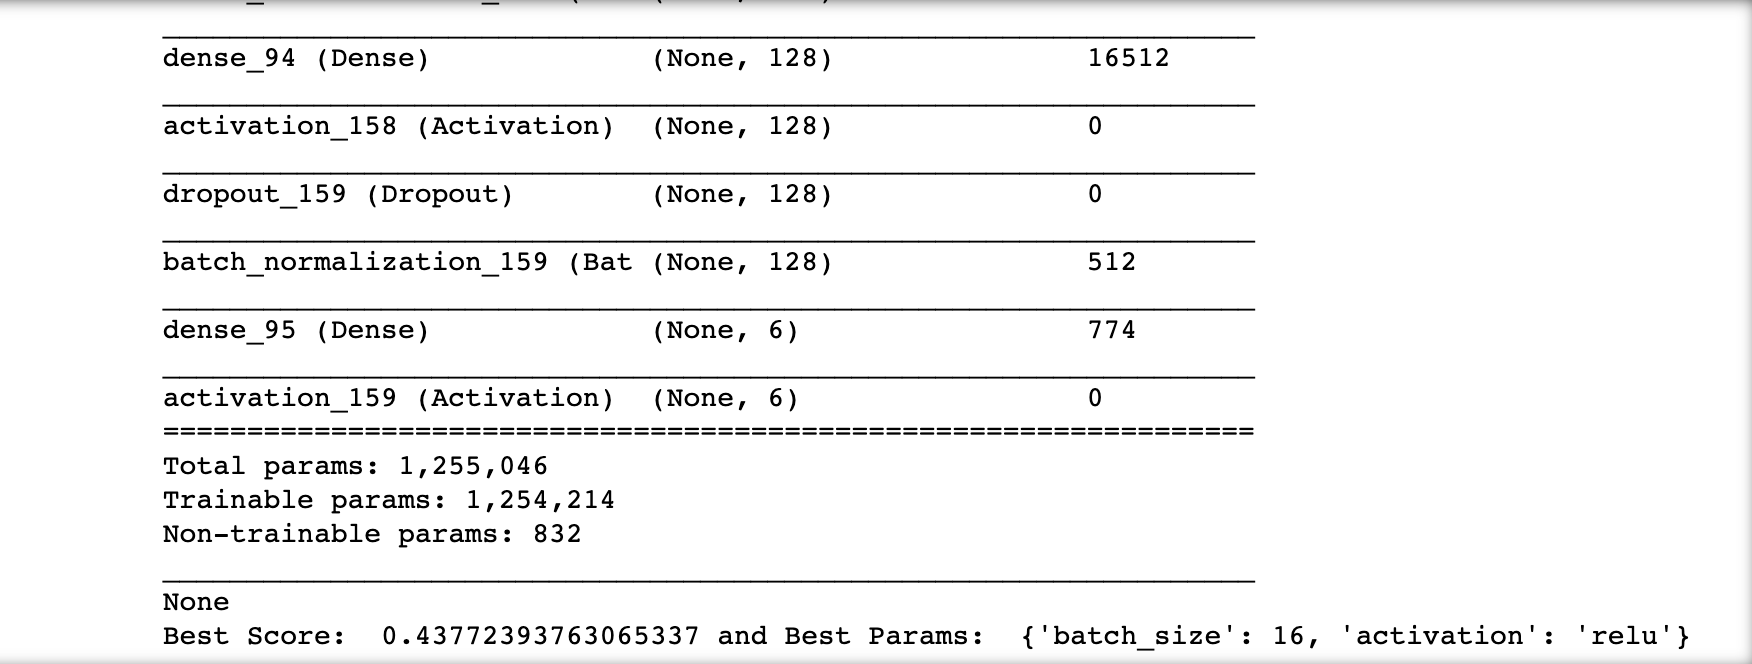 dense_94 (Dense) (None, 128) 16512
activation_158 (Activation) (None, 128) 0
dropout_159 (Dropout) (None, 128) 0
batch_normalization_159 (Bat (None, 128) 512
dense_95 (Dense) (None, 6) 774
activation_159 (Activation) (None, 6) 0
=================================================================
Total params: 1,255,046
Trainable params: 1,254,214
Non-trainable params: 832
None
Best Score:  0.43772393763065337 and Best Params:  {'batch_size': 16, 'activation': 'relu'}